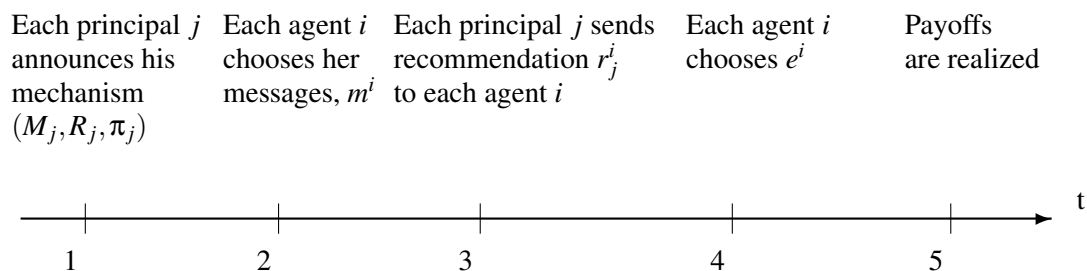 Each principal j
announces his
mechanism
(M_j, R_j, π_j)
Each agent i
chooses her
messages, m^i
Each principal j sends
recommendation r_j^i
to each agent i
Each agent i
chooses e^i
Payoffs
are realized
t
1 2 3 4 5